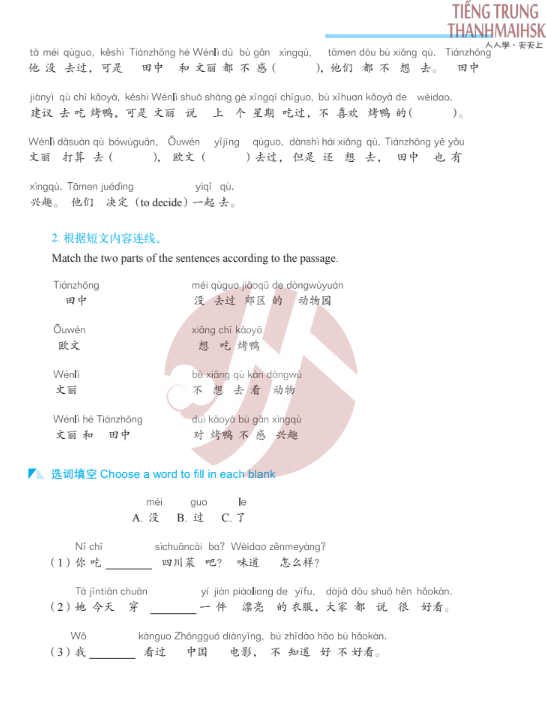 TIẾNG TRUNG
THANHMAIHSK
人人学·天天上
tā méi qùguo, kěshì Tiánzhōng hé Wénlì dū bù gǎn xìngqù, tāmen dōu bù xiǎng qù. Tiánzhōng
他 没 去过，可是 田中 和 文丽 都 不 感（ ），他们 都 不 想 去。 田中
jiànyì qù chī kǎoyā, kěshì Wénlì shuō shàng gè xīngqī chīguo, bù xǐhuan kǎoyā de wèidao.
建议 去 吃 烤鸭，可是 文丽 说 上 个 星期 吃过，不 喜欢 烤鸭 的（ ）。
Wénlì dǎsuàn qù bówùguǎn, Ōuwén yǐjīng qùguo, dànshì hái xiǎng qù, Tiánzhōng yě yǒu
文丽 打算 去（ ）， 欧文（ ）去过，但是 还 想 去， 田中 也 有
xìngqù. Tāmen juédìng yìqǐ qù.
兴趣。 他们 决定（to decide）一起 去。
2. 根据短文内容连线。
Match the two parts of the sentences according to the passage.
Tiánzhōng méi qùguo jiāoqū de dòngwùyuán
田中 没 去过 郊区 的 动物园
Ōuwén xiǎng chī kǎoyā
欧文 想 吃 烤鸭
Wénlì bù xiǎng qù kàn dòngwù
文丽 不 想 去 看 动物
Wénlì hé Tiánzhōng duì kǎoyā bù gǎn xìngqù
文丽 和 田中 对 烤鸭 不 感 兴趣
选词填空 Choose a word to fill in each blank
méi guo le
A. 没 B. 过 C. 了
Nǐ chī sìchuāncài ba? Wèidao zěnmeyàng?
（1）你 吃 ________ 四川菜 吧？ 味道 怎么样？
Tā jīntiān chuān yí jiàn piàoliang de yīfu, dàjiā dōu shuō hěn hǎokàn.
（2）她 今天 穿 ________ 一 件 漂亮 的 衣服，大家 都 说 很 好看。
Wǒ kànguo Zhōngguó diànyǐng, bù zhīdào hǎo bù hǎokàn.
（3）我 ________ 看过 中国 电影， 不 知道 好 不 好看。